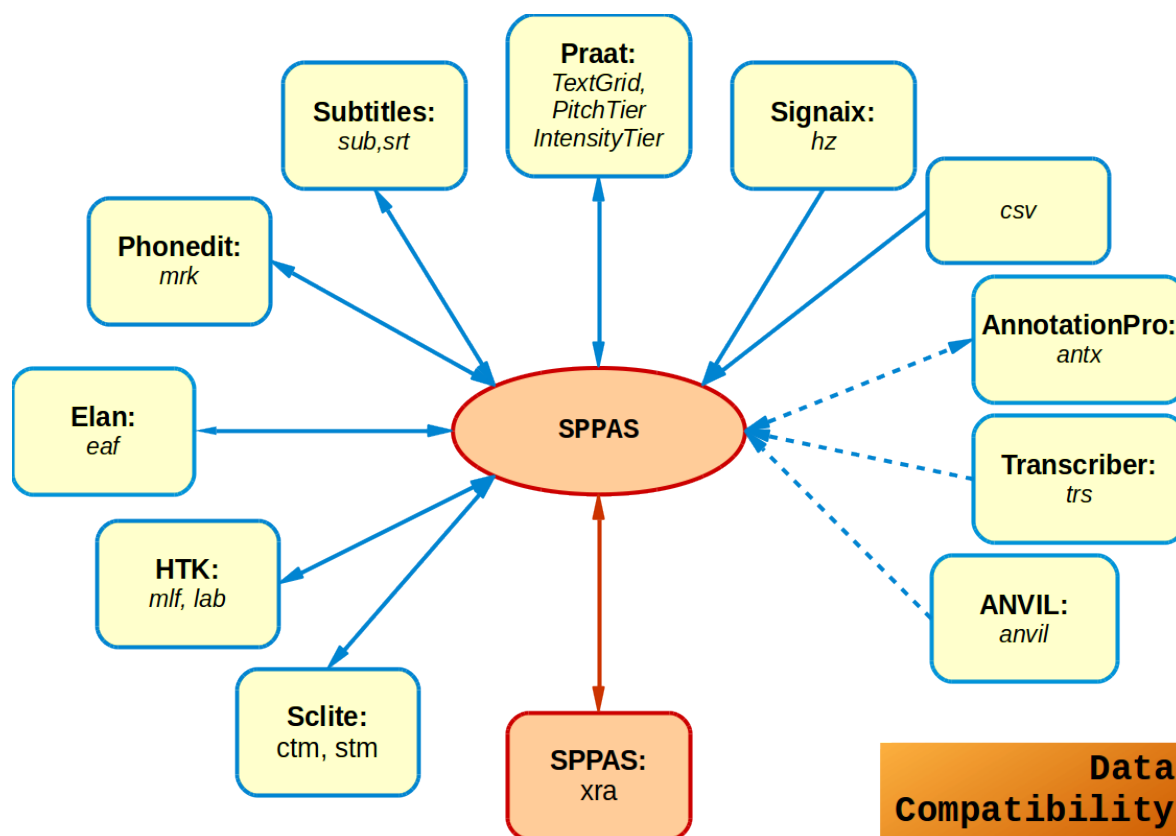 Praat:
TextGrid,
PitchTier
IntensityTier
Subtitles:
sub,srt
Signaix:
hz
csv
Phonedit:
mrk
AnnotationPro:
antx
Elan:
eaf
SPPAS
Transcriber:
trs
HTK:
mlf, lab
ANVIL:
anvil
Sclite:
ctm, stm
SPPAS:
xra
Data
Compatibility